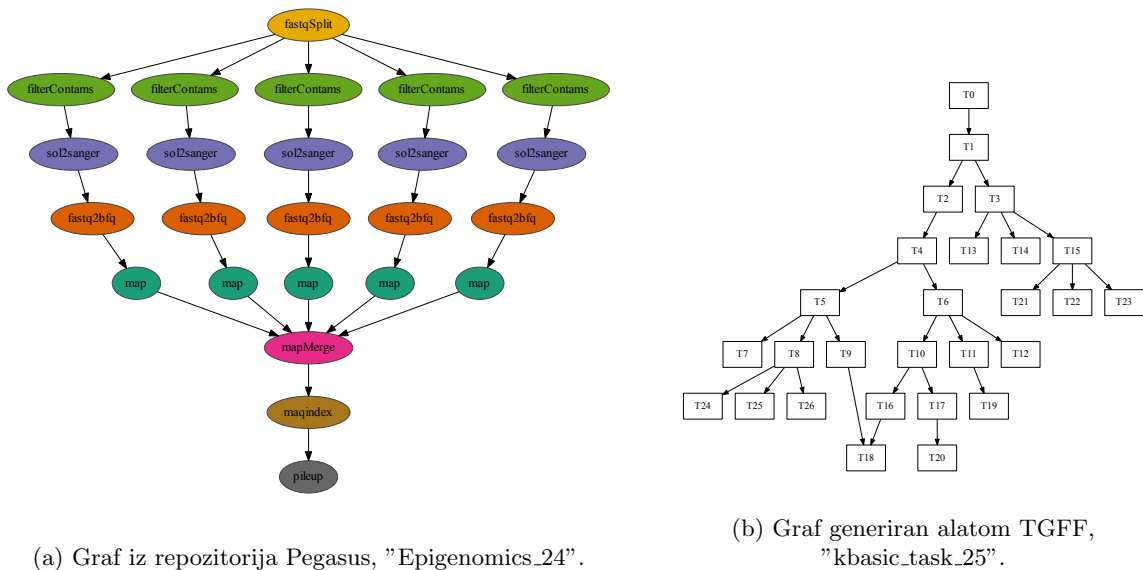 fastqSplit
filterContams filterContams filterContams filterContams filterContams
sol2sanger sol2sanger sol2sanger sol2sanger sol2sanger
fastq2bfq fastq2bfq fastq2bfq fastq2bfq fastq2bfq
map map map map map
mapMerge
maqindex
pileup
(a) Graf iz repozitorija Pegasus, "Epigenomics_24".
T0
T1
T2 T3
T4 T13 T14 T15
T5 T6 T21 T22 T23
T7 T8 T9 T10 T11 T12
T24 T25 T26 T16 T17 T19
T18 T20
(b) Graf generiran alatom TGFF,
"kbasic_task_25".